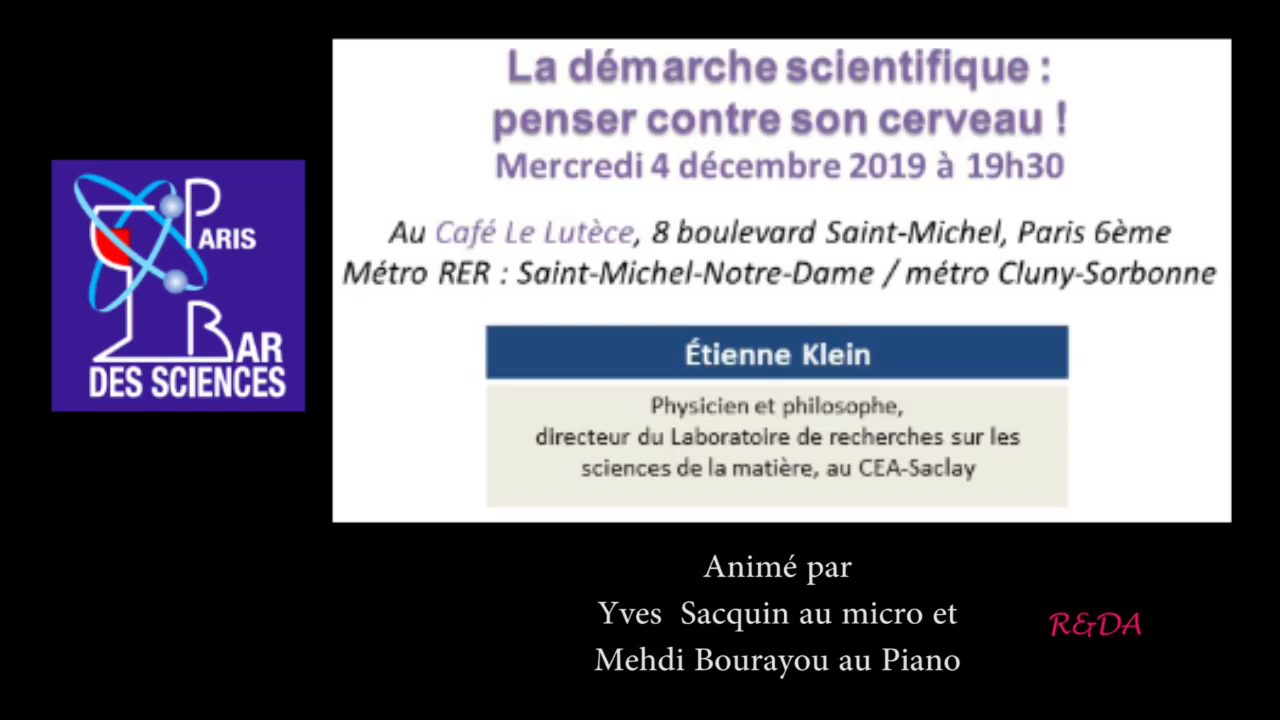 PARIS
BAR
DES SCIENCES
La démarche scientifique :
penser contre son cerveau !
Mercredi 4 décembre 2019 à 19h30
Au Café Le Lutèce, 8 boulevard Saint-Michel, Paris 6ème
Métro RER : Saint-Michel-Notre-Dame / métro Cluny-Sorbonne
Étienne Klein
Physicien et philosophe,
directeur du Laboratoire de recherches sur les
sciences de la matière, au CEA-Saclay
Animé par
Yves Sacquin au micro et
Mehdi Bourayou au Piano
R&DA